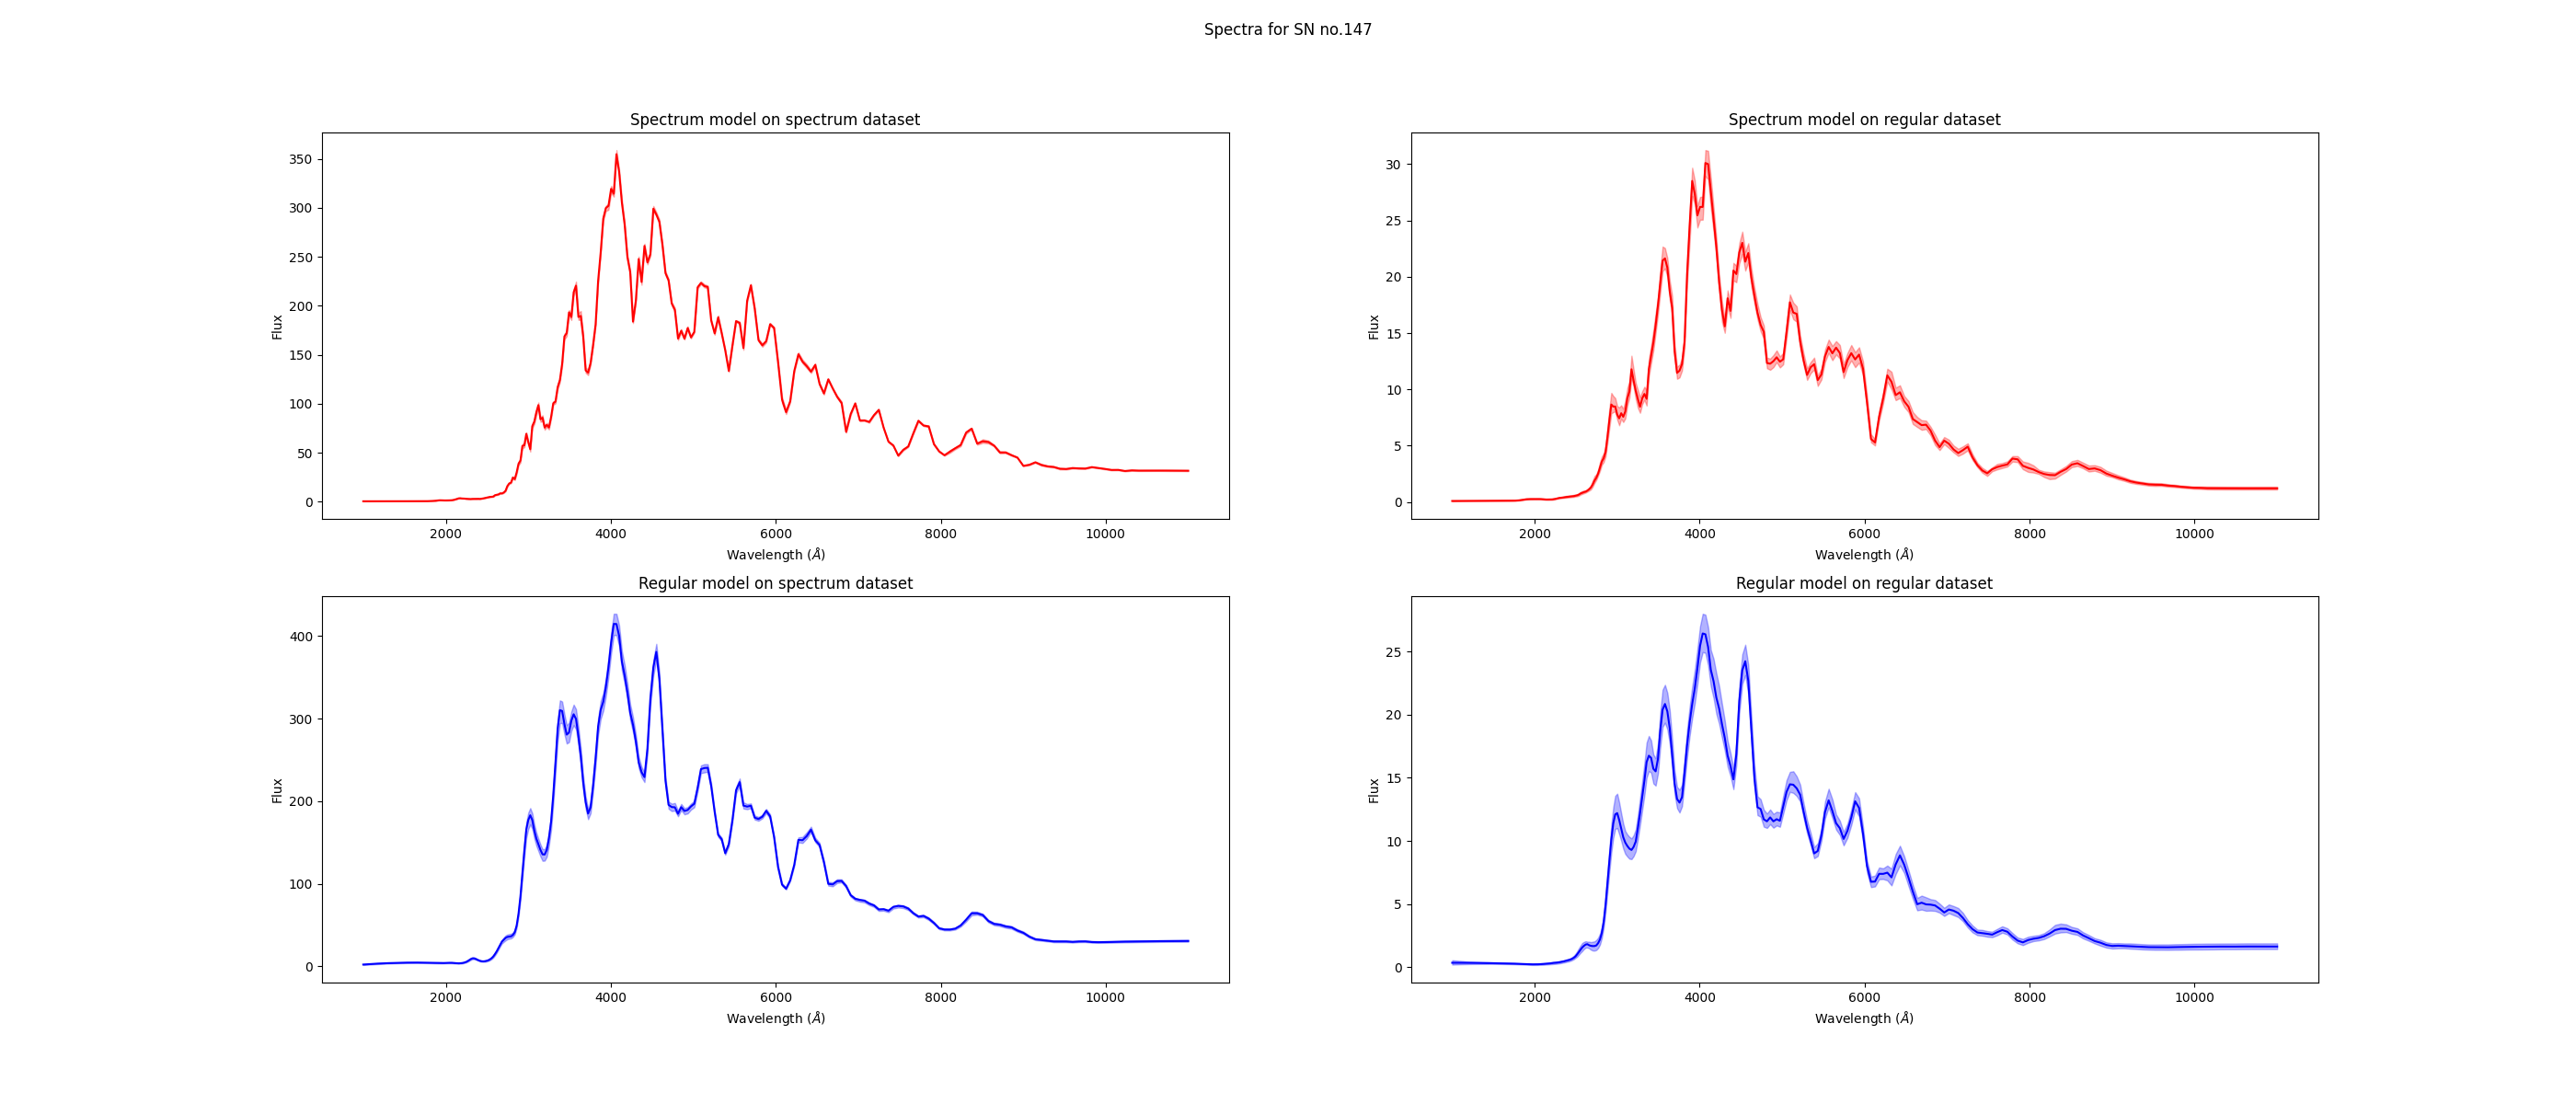 Spectra for SN no.147
Spectrum model on spectrum dataset
350
300
250
200
150
100
50
0
Flux
2000 4000 6000 8000 10000
Wavelength (Å)
Spectrum model on regular dataset
30
25
20
15
10
5
0
Flux
2000 4000 6000 8000 10000
Wavelength (Å)
Regular model on spectrum dataset
400
300
200
100
0
Flux
2000 4000 6000 8000 10000
Wavelength (Å)
Regular model on regular dataset
25
20
15
10
5
0
Flux
2000 4000 6000 8000 10000
Wavelength (Å)